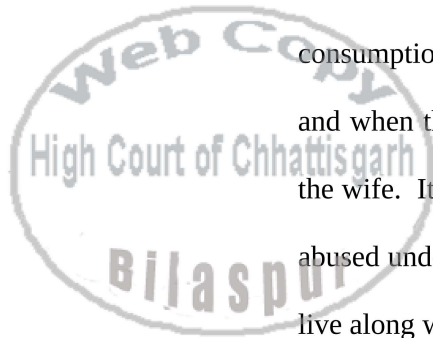 Web Copy
High Court of Chhattisgarh
Bilaspur
consumptio
and when t
the wife. It
abused und
live along w